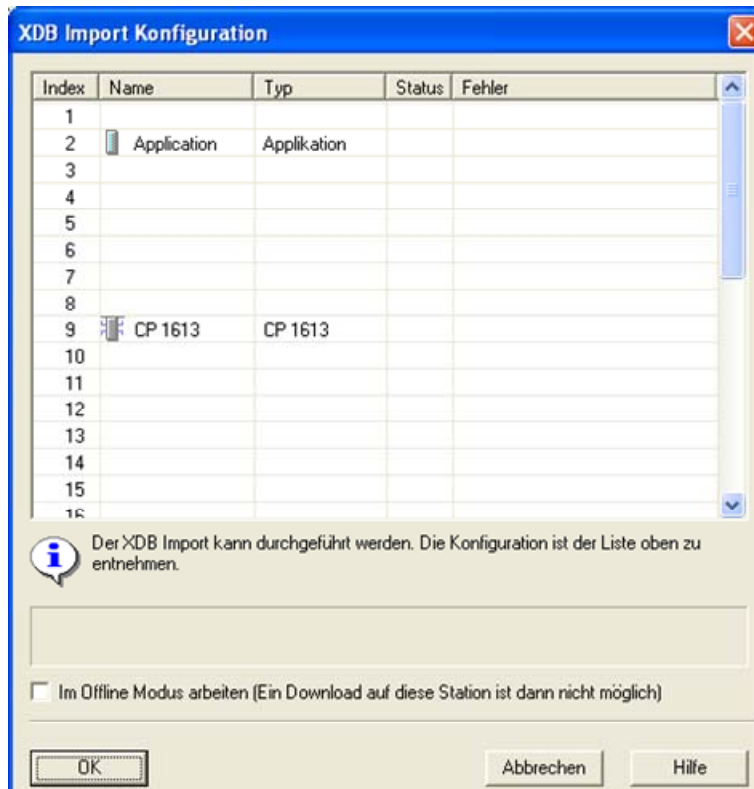 XDB Import Konfiguration
Index Name Typ Status Fehler
1
2 Application Applikation
3
4
5
6
7
8
9 CP 1613 CP 1613
10
11
12
13
14
15
16
Der XDB Import kann durchgeführt werden. Die Konfiguration ist der Liste oben zu
entnehmen.
Im Offline Modus arbeiten (Ein Download auf diese Station ist dann nicht möglich)
OK Abbrechen Hilfe